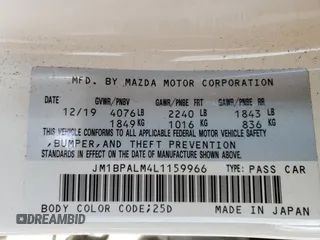 MFD. BY MAZDA MOTOR CORPORATION
GVWR/PNBV GAWR/PNBE FRT GAWR/PNBE RR
12/19 4076LB 2240 LB 1843 LB
1849KG 1016 KG 836 KG
THIS VEHICLE CONFORMS TO ALL APPLICABLE
FEDERAL MOTOR VEHICLE SAFETY
, BUMPER, AND THEFT PREVENTION
STANDARDS IN EFFECT ON THE DATE OF MANUFACTURE SHOWN ABOVE.
JM1BPALM4L1159966 TYPE: PASS CAR
BODY COLOR CODE:25D MADE IN JAPAN